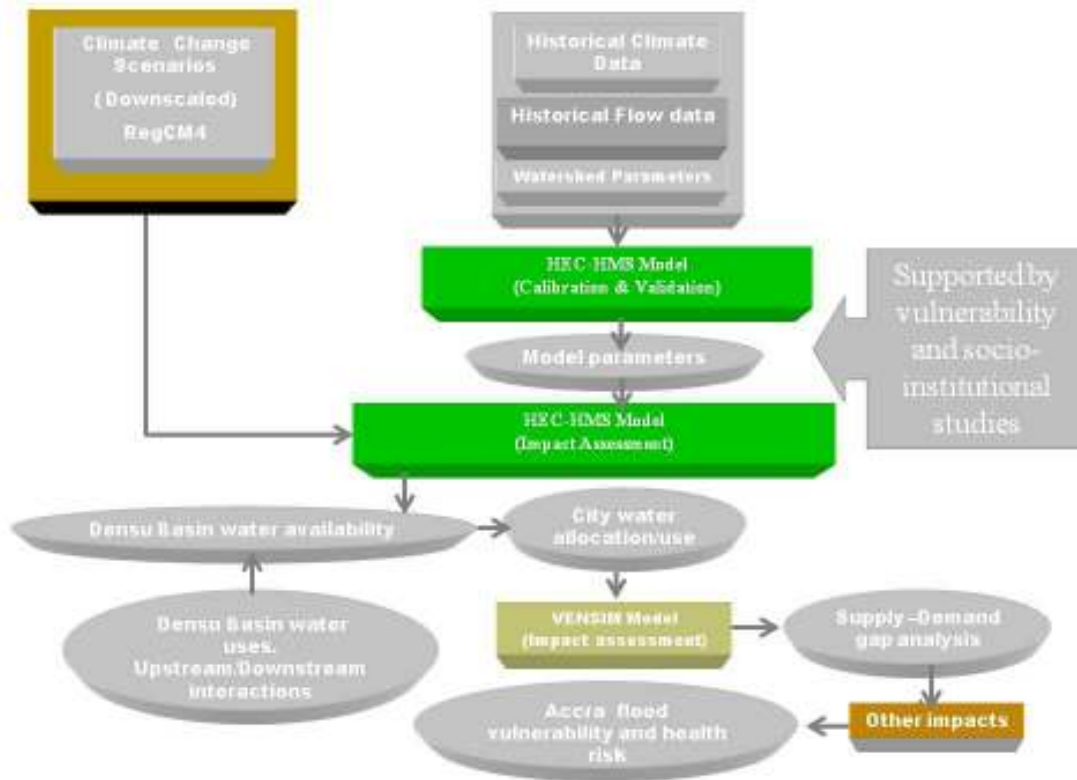 Climate Change
Scenarios
(Downscaled)
RegCM4
Historical Climate
Data
Historical Flow data
Watershed Parameters
HEC-HMS Model
(Calibration & Validation)
Supported by
vulnerability
and socio-
institutional
studies
Model parameters
HEC-HMS Model
(Impact Assessment)
Densu Basin water availability
City water
allocation/use
Densu Basin water
uses.
Upstream/Downstream
interactions
VENSIM Model
(Impact assessment)
Supply –Demand
gap analysis
Other impacts
Accra flood
vulnerability and health
risk